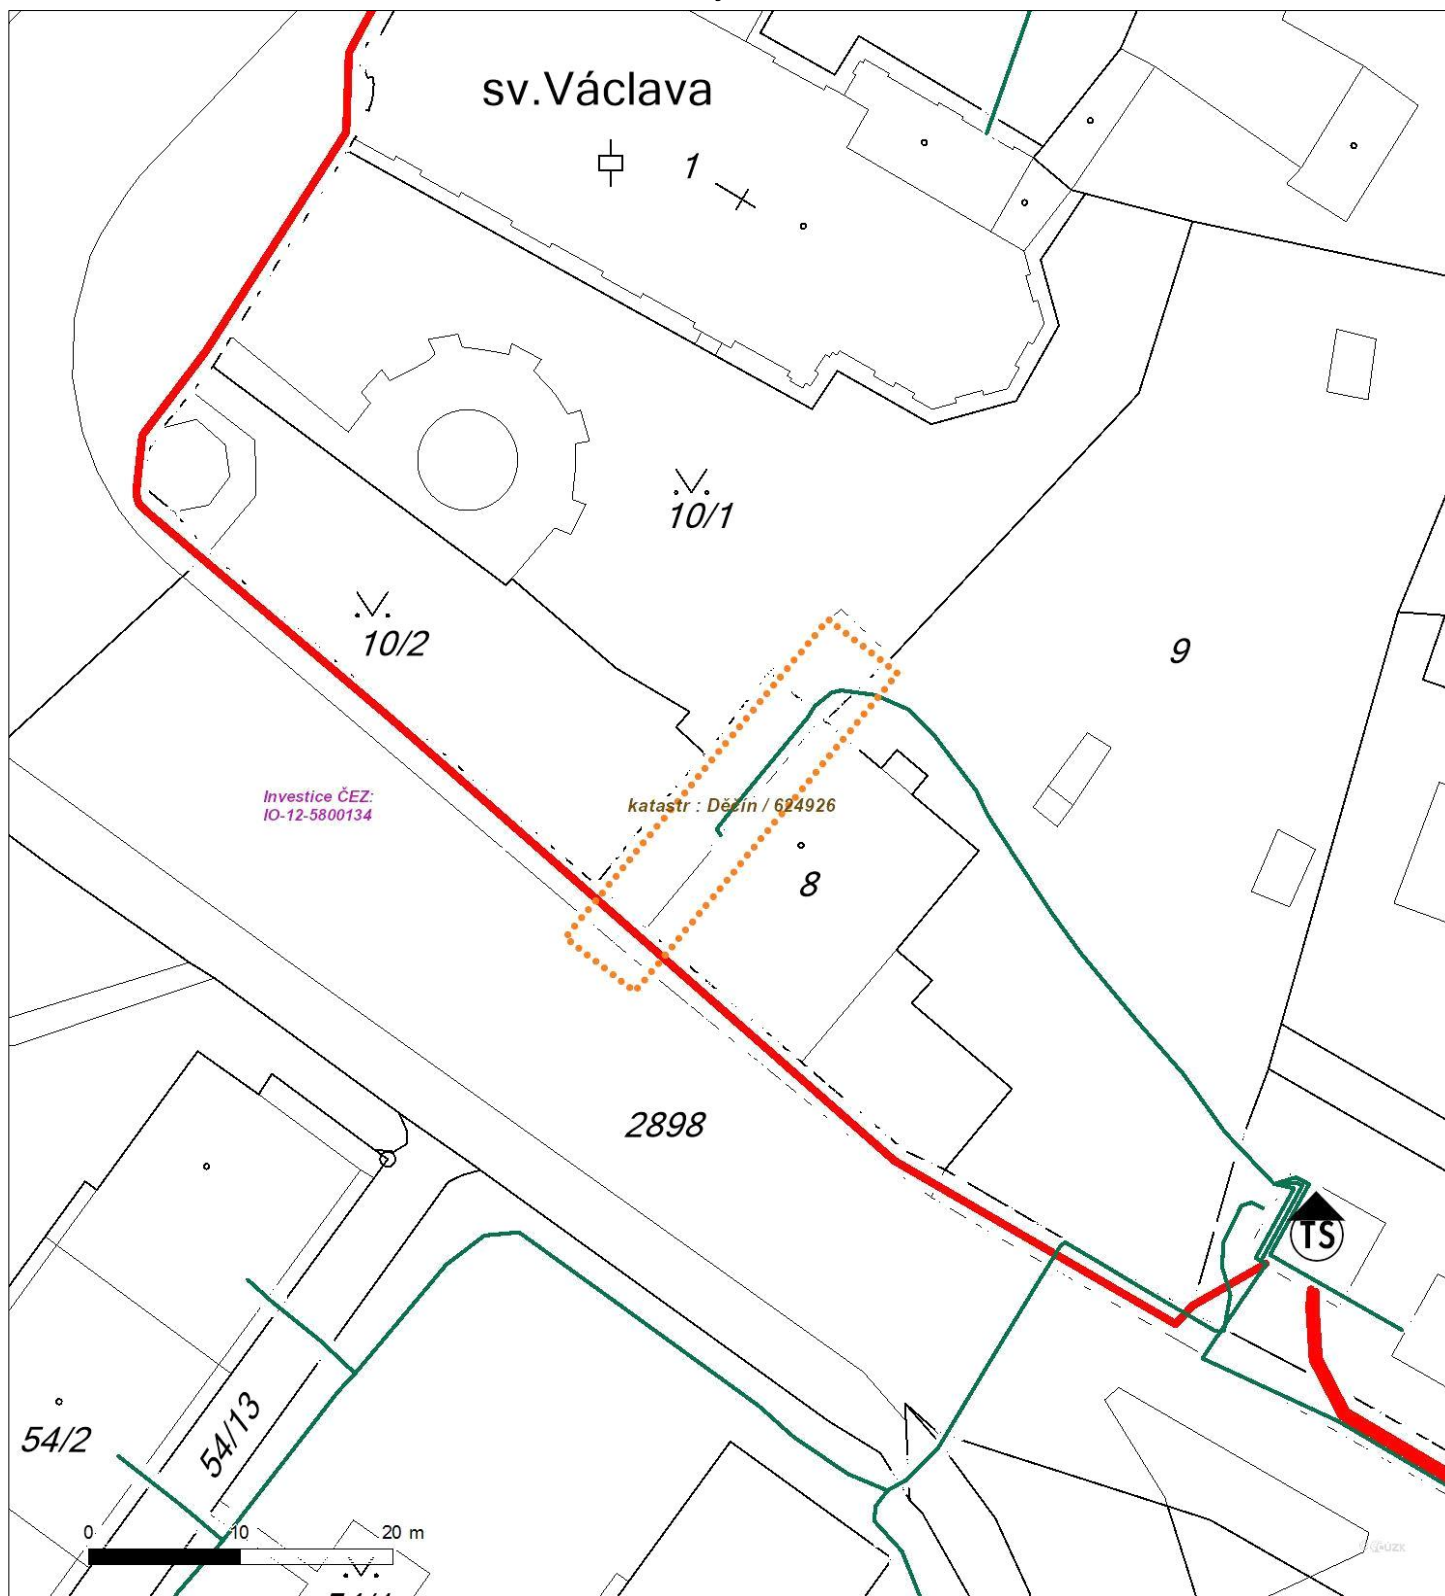 sv.Václava
1
10/1
10/2
9
Investice ČEZ:
IO-12-5800134
katastr : Děčín / 624926
8
2898
TS
54/13
54/2
0 10 20 m